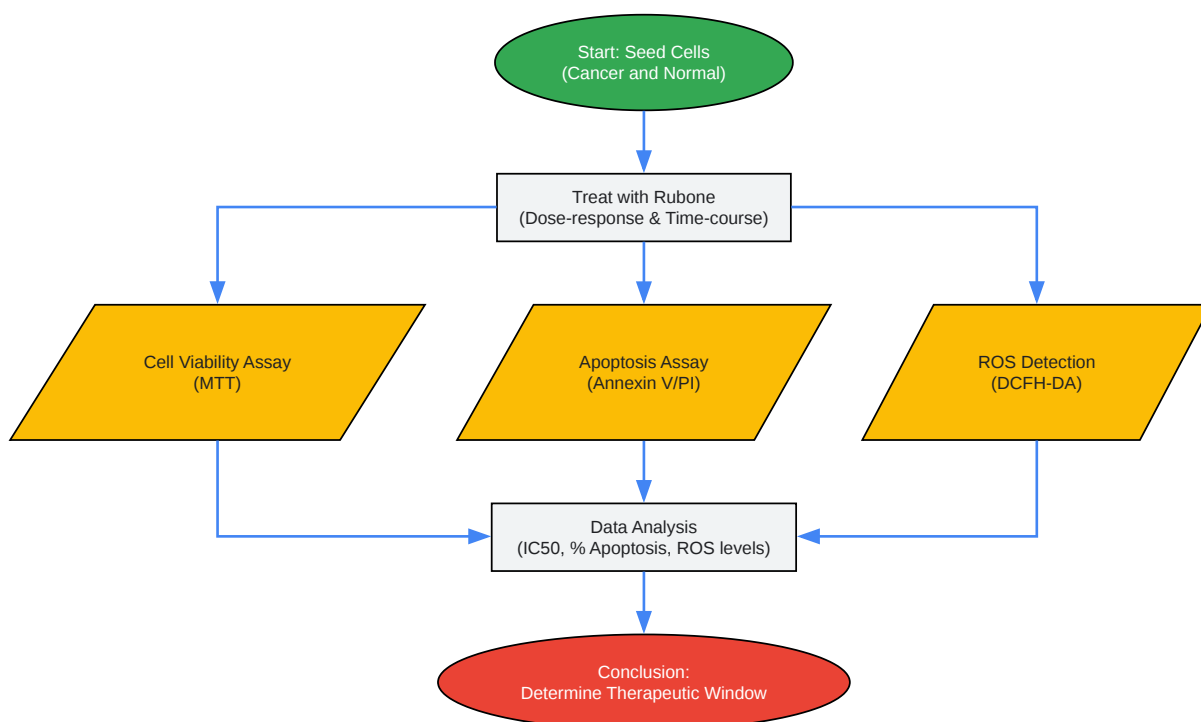 Start: Seed Cells
(Cancer and Normal)
Treat with Rubone
(Dose-response & Time-course)
Cell Viability Assay
(MTT)
Apoptosis Assay
(Annexin V/PI)
ROS Detection
(DCFH-DA)
Data Analysis
(IC50, % Apoptosis, ROS levels)
Conclusion:
Determine Therapeutic Window